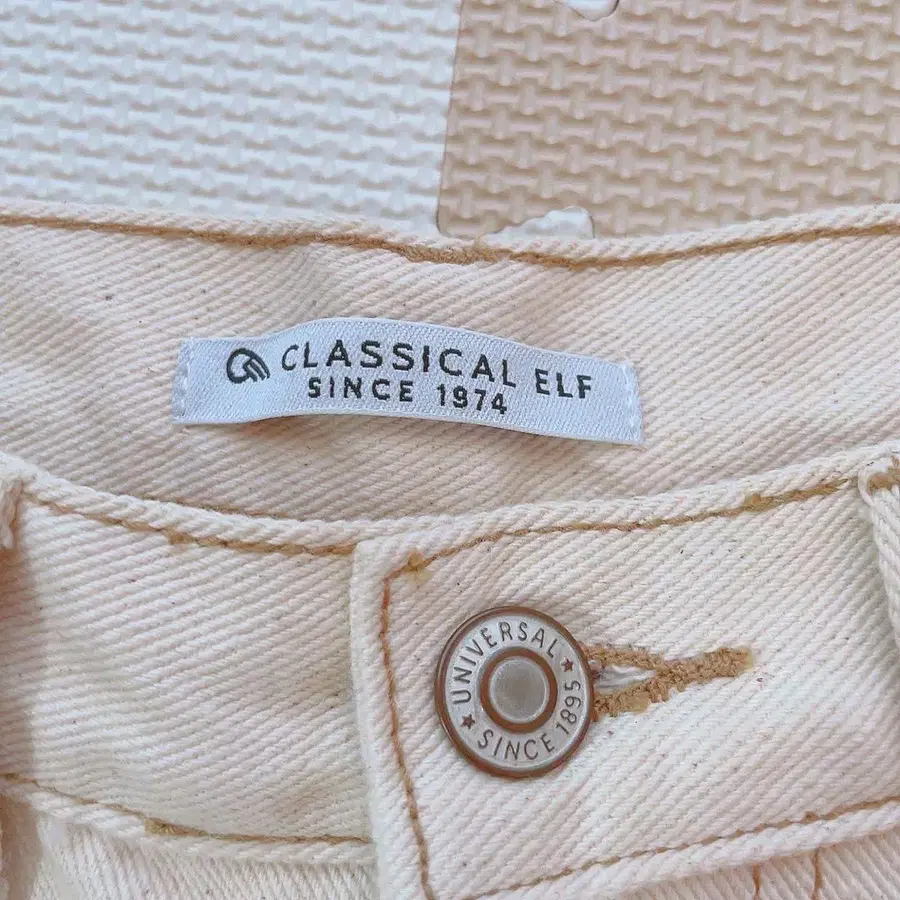 CLASSICAL ELF
SINCE 1974
UNIVERSAL
SINCE 1895